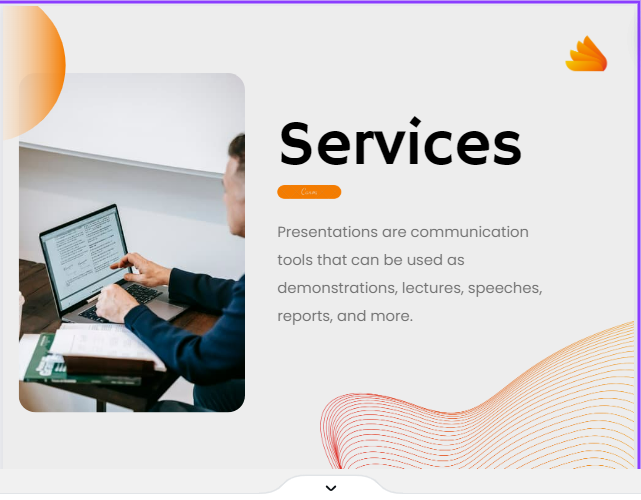 Services
Presentations are communication
tools that can be used as
demonstrations, lectures, speeches,
reports, and more.